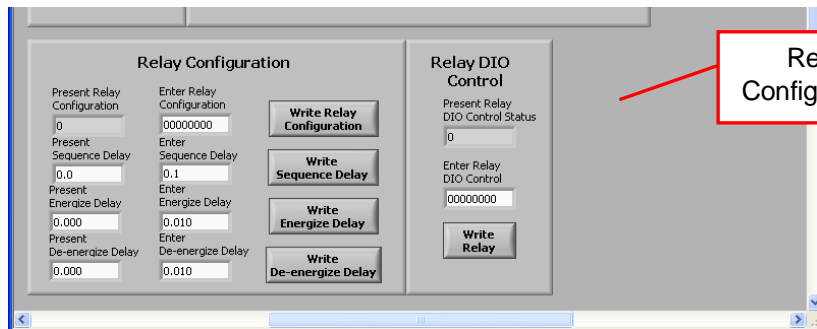 Relay Configuration
Present Relay
Configuration
0
Enter Relay
Configuration
00000000
Write Relay
Configuration
Present
Sequence Delay
0.0
Enter
Sequence Delay
0.1
Write
Sequence Delay
Present
Energize Delay
0.000
Enter
Energize Delay
0.010
Write
Energize Delay
Present
De-energize Delay
0.000
Enter
De-energize Delay
0.010
Write
De-energize Delay
Relay DIO
Control
Present Relay
DIO Control Status
0
Enter Relay
DIO Control
00000000
Write
Relay
Re
Config